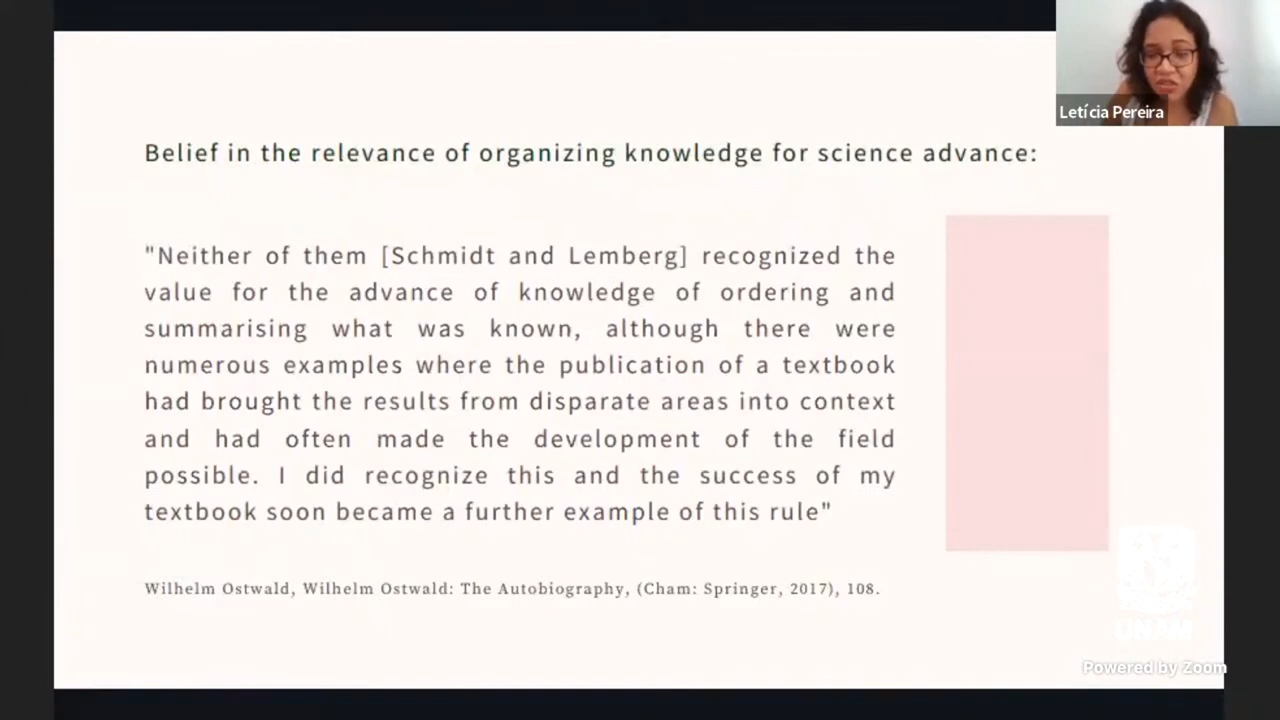 Letícia Pereira
Belief in the relevance of organizing knowledge for science advance:
"Neither of them [Schmidt and Lemberg] recognized the
value for the advance of knowledge of ordering and
summarising what was known, although there were
numerous examples where the publication of a textbook
had brought the results from disparate areas into context
and had often made the development of the field
possible. I did recognize this and the success of my
textbook soon became a further example of this rule"
Wilhelm Ostwald, Wilhelm Ostwald: The Autobiography, (Cham: Springer, 2017), 108.
UNAM
Powered by Zoom